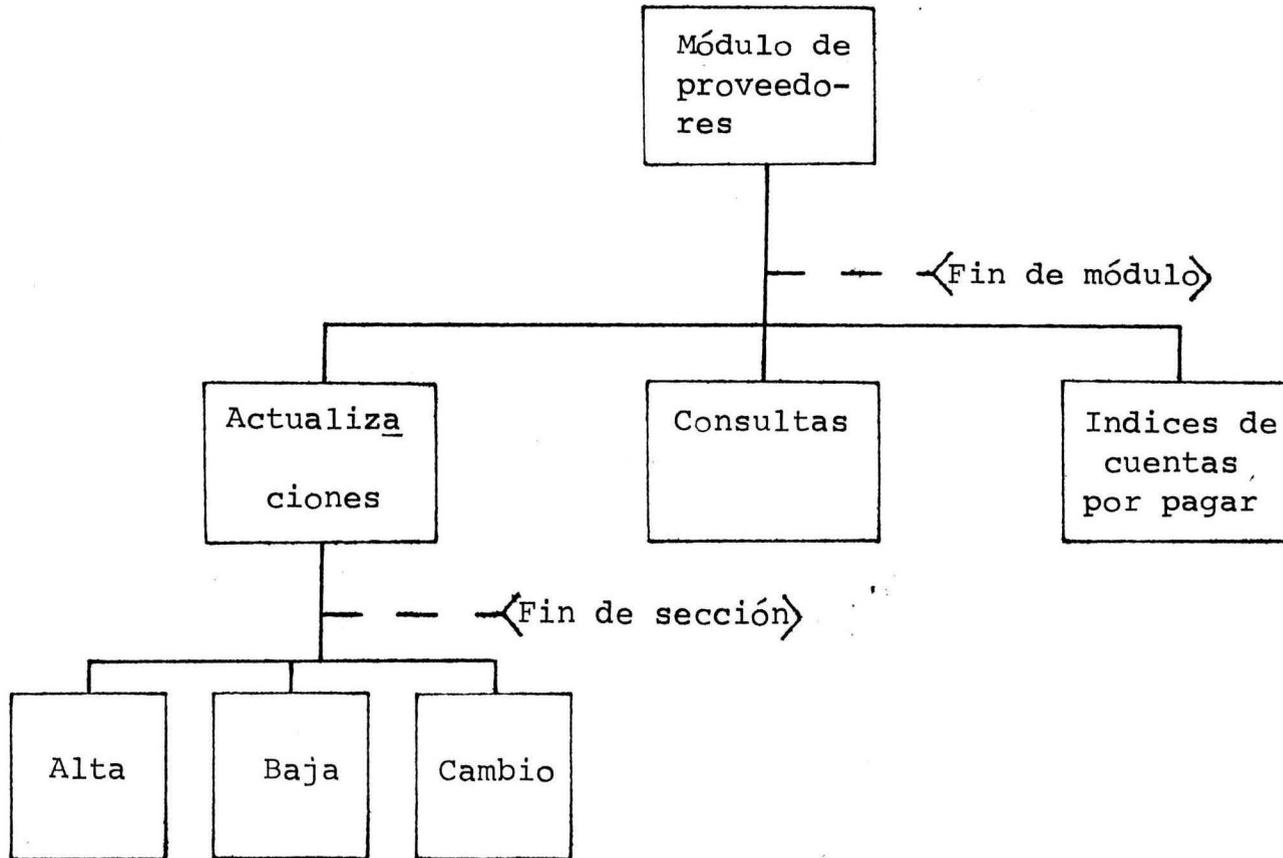 Módulo de
proveedo-
res
<Fin de módulo>
Actualiza
ciones
Consultas
Indices de
cuentas
por pagar
<Fin de sección>
Alta
Baja
Cambio